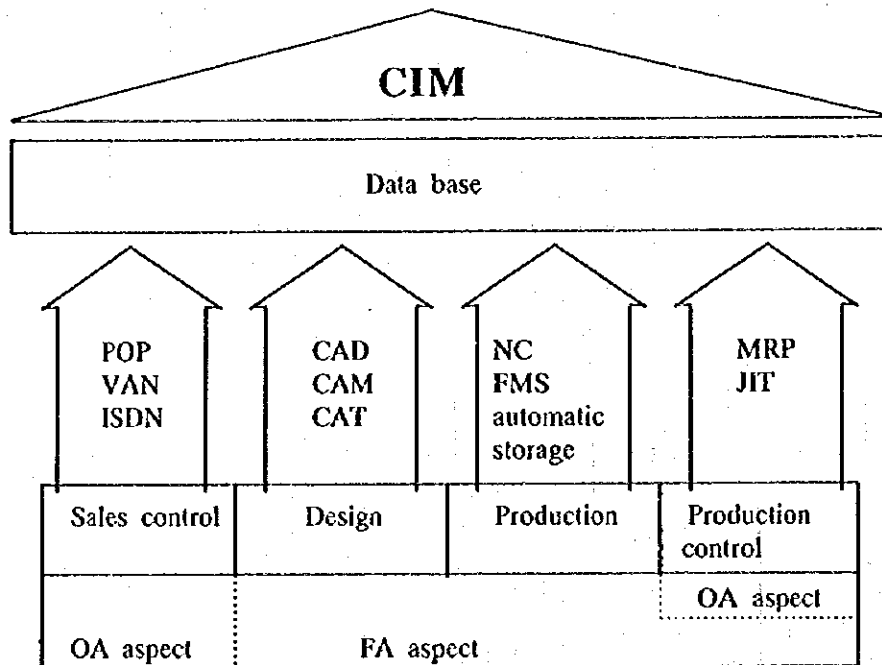 CIM
Data base
POP
VAN
ISDN
CAD
CAM
CAT
NC
FMS
automatic
storage
MRP
JIT
Sales control
Design
Production
Production
control
OA aspect
OA aspect
FA aspect